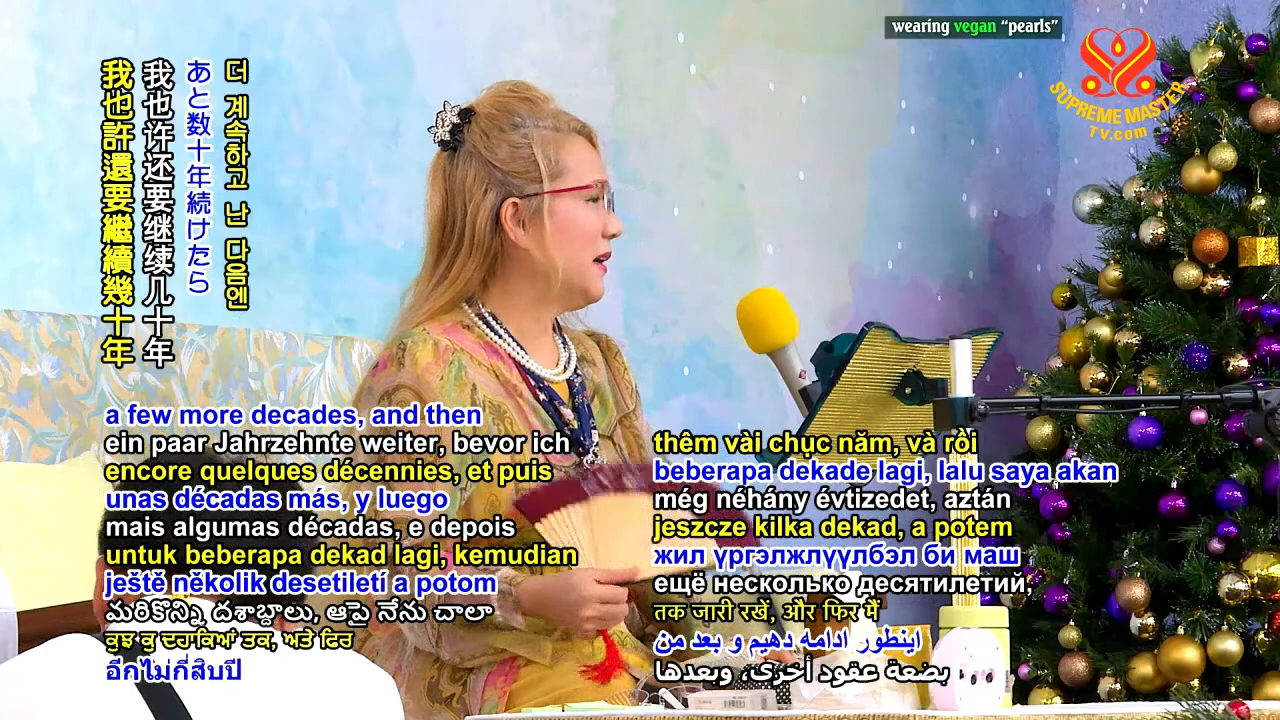 wearing vegan “pearls”
SUPREME MASTER
TV.com
더 계속하고 난 다음엔
あと数十年続けたら
我也许还要继续几十年
我也許還要繼續幾十年
a few more decades, and then
ein paar Jahrzehnte weiter, bevor ich
encore quelques décennies, et puis
unas décadas más, y luego
mais algumas décadas, e depois
untuk beberapa dekad lagi, kemudian
ještě několik desetiletí a potom
మరికొన్ని దశాబ్దాలు, ఆపై నేను చాలా
ਕੁਝ ਕੁ ਦਹਾਕਿਆਂ ਤਕ, ਅਤੇ ਫਿਰ
อีกไม่กี่สิบปี
thêm vài chục năm, và rồi
beberapa dekade lagi, lalu saya akan
még néhány évtizedet, aztán
jeszcze kilka dekad, a potem
жил үргэлжлүүлбэл би маш
ещё несколько десятилетий,
तक जारी रखें, और फिर मैं
اینطور ادامه دهیم و بعد من
بضعة عقود أخرى، وبعدها